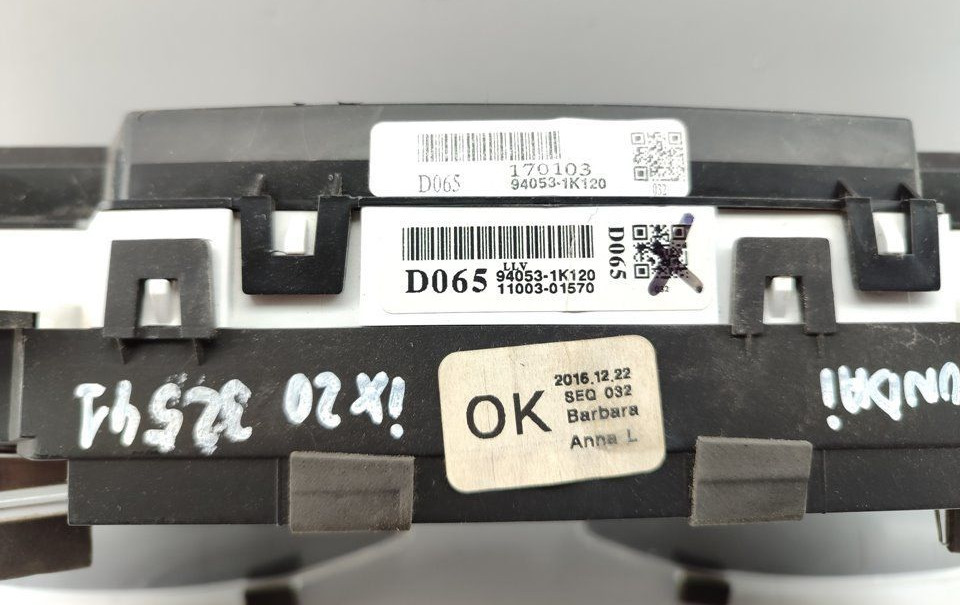 170103
D065
94053-1K120
032
LLV
D065
94053-1K120
11003-01570
D065
032
OK
2016.12.22
SEQ 032
Barbara
Anna L
ix20 32541
UNDAi